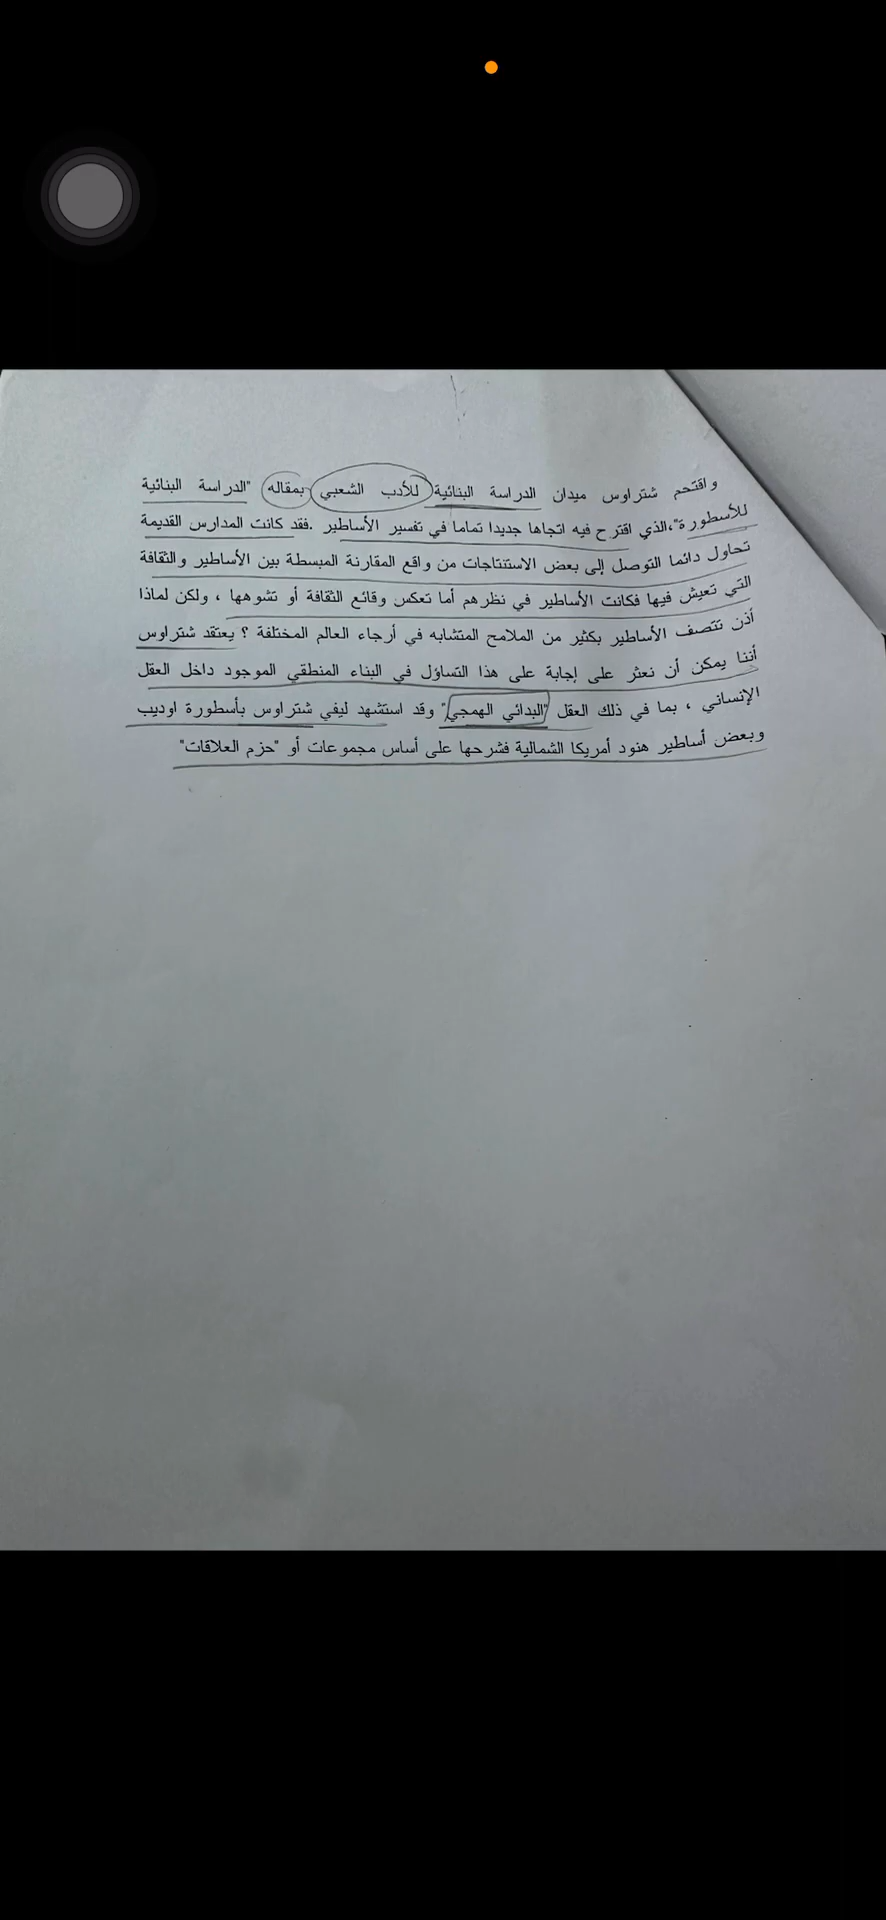 واقتحم شتراوس ميدان الدراسة البنائية للأدب الشعبي بمقاله "الدراسة البنائية
للأسطورة"،الذي اقترح فيه اتجاها جديدا تماما في تفسير الأساطير .فقد كانت المدارس القديمة
تحاول دائما التوصل إلى بعض الاستنتاجات من واقع المقارنة المبسطة بين الأساطير والثقافة
التي تعيش فيها فكانت الأساطير في نظرهم أما تعكس وقائع الثقافة أو تشوهها ، ولكن لماذا
أذن تتصف الأساطير بكثير من الملامح المتشابه في أرجاء العالم المختلفة ؟ يعتقد شتراوس
أننا يمكن أن نعثر على إجابة على هذا التساؤل في البناء المنطقي الموجود داخل العقل
الإنساني ، بما في ذلك العقل "البدائي الهمجي" وقد استشهد ليفي شتراوس بأسطورة اوديب
وبعض أساطير هنود أمريكا الشمالية فشرحها على أساس مجموعات أو "حزم العلاقات"